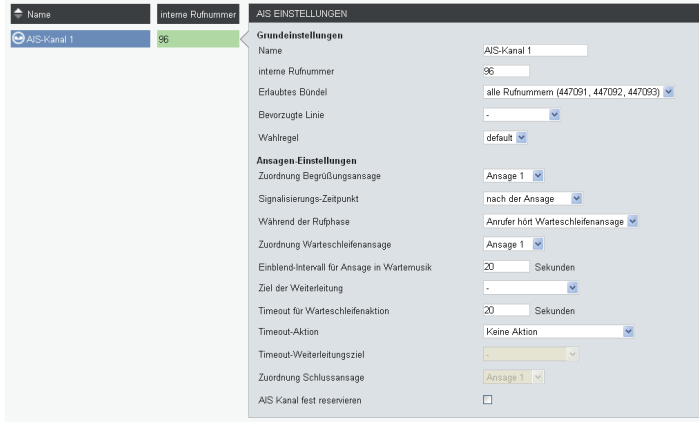 Name interne Rufnummer AIS EINSTELLUNGEN
AIS-Kanal 1 96
Grundeinstellungen
Name AIS-Kanal 1
interne Rufnummer 96
Erlaubtes Bündel alle Rufnummern (447091, 447092, 447093)
Bevorzugte Linie -
Wahlregel default
Ansagen-Einstellungen
Zuordnung Begrüßungsansage Ansage 1
Signalisierungs-Zeitpunkt nach der Ansage
Während der Rufphase Anrufer hört Warteschleifenansage
Zuordnung Warteschleifenansage Ansage 1
Einblend-Intervall für Ansage in Wartemusik 20 Sekunden
Ziel der Weiterleitung -
Timeout für Warteschleifenaktion 20 Sekunden
Timeout-Aktion Keine Aktion
Timeout-Weiterleitungsziel -
Zuordnung Schlussansage Ansage 1
AIS Kanal fest reservieren